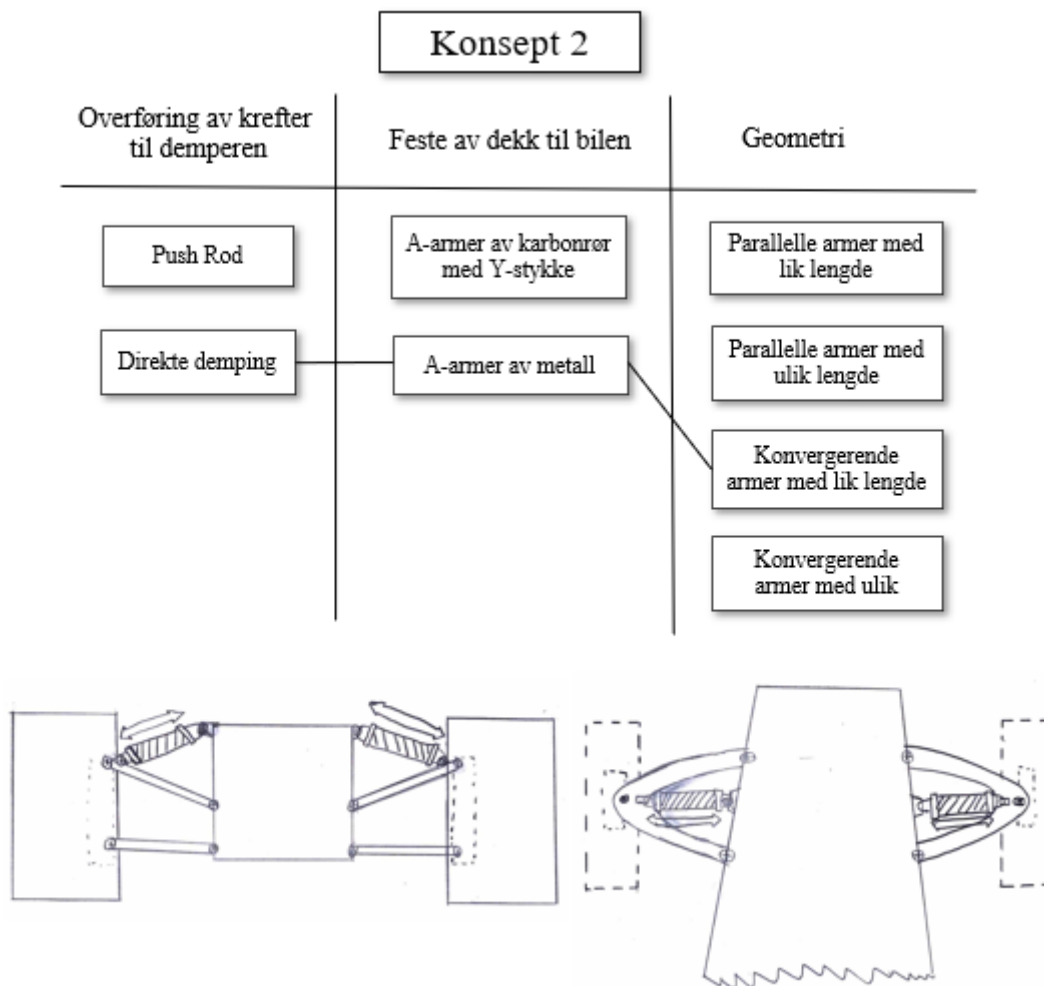 Konsept 2
Overføring av krefter
til demperen
Feste av dekk til bilen
Geometri
Push Rod
A-armer av karbonrør
med Y-stykke
Parallelle armer med
lik lengde
Direkte demping
A-armer av metall
Parallelle armer med
ulik lengde
Konvergerende
armer med lik lengde
Konvergerende
armer med ulik